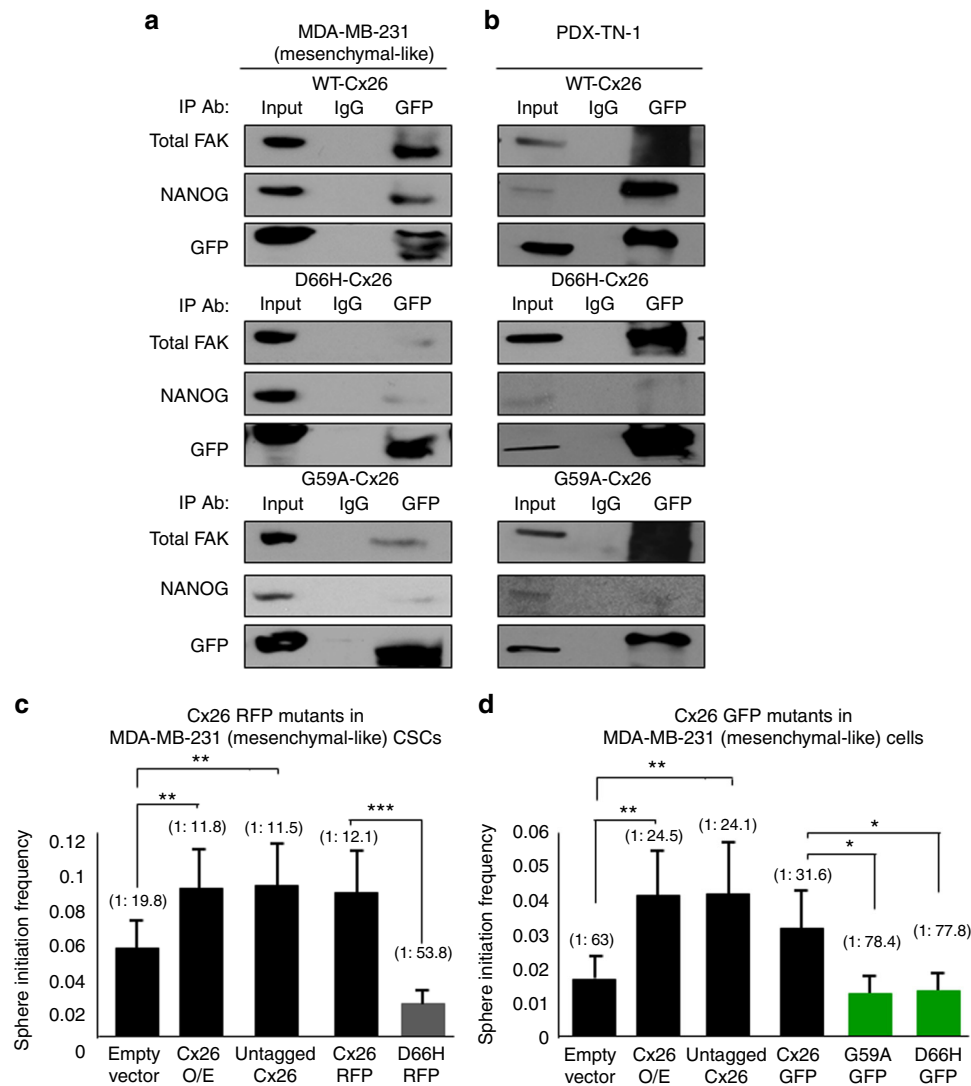 a
MDA-MB-231
(mesenchymal-like)
WT-Cx26
IP Ab: Input IgG GFP
Total FAK
NANOG
GFP
D66H-Cx26
IP Ab: Input IgG GFP
Total FAK
NANOG
GFP
G59A-Cx26
IP Ab: Input IgG GFP
Total FAK
NANOG
GFP
b
PDX-TN-1
WT-Cx26
Input IgG GFP
D66H-Cx26
Input IgG GFP
G59A-Cx26
Input IgG GFP
c
Cx26 RFP mutants in
MDA-MB-231 (mesenchymal-like) CSCs
Sphere initiation frequency
0.12
0.1
0.08
0.06
0.04
0.02
0
**
**
***
(1: 19.8)
(1: 11.8)
(1: 11.5)
(1: 12.1)
(1: 53.8)
Empty vector
Cx26 O/E
Untagged Cx26
Cx26 RFP
D66H RFP
d
Cx26 GFP mutants in
MDA-MB-231 (mesenchymal-like) cells
Sphere initiation frequency
0.06
0.05
0.04
0.03
0.02
0.01
0
**
**
*
*
(1: 63)
(1: 24.5)
(1: 24.1)
(1: 31.6)
(1: 78.4)
(1: 77.8)
Empty vector
Cx26 O/E
Untagged Cx26
Cx26 GFP
G59A GFP
D66H GFP